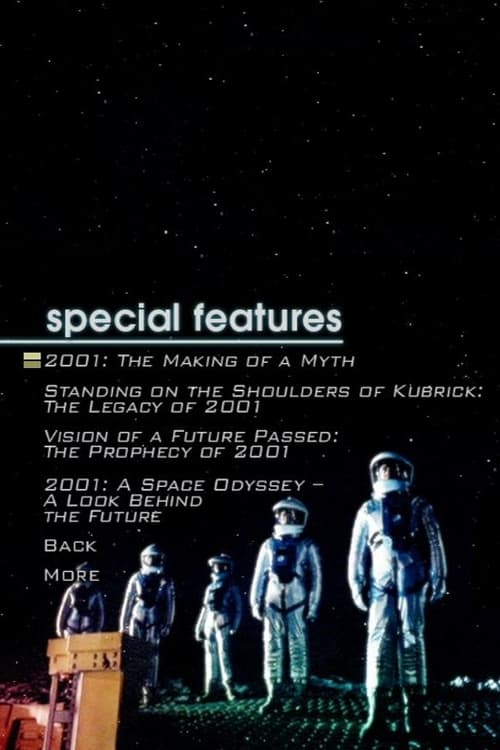 special features
2001: The Making of a Myth
Standing on the Shoulders of Kubrick:
The Legacy of 2001
Vision of a Future Passed:
The Prophecy of 2001
2001: A Space Odyssey –
A Look Behind
the Future
Back
More